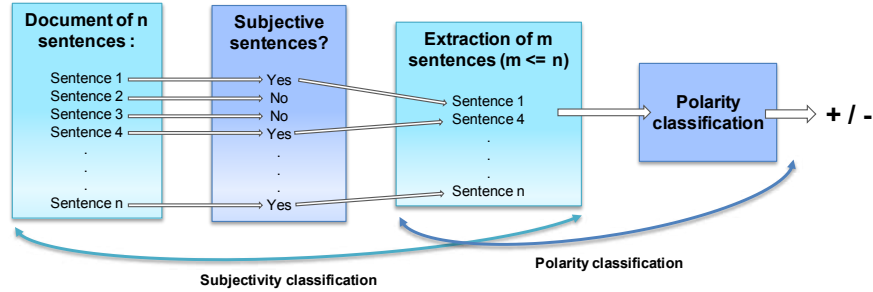 Document of n
sentences :
Sentence 1
Sentence 2
Sentence 3
Sentence 4
.
.
.
Sentence n
Subjective
sentences?
Yes
No
No
Yes
.
.
.
Yes
Extraction of m
sentences (m <= n)
Sentence 1
Sentence 4
.
.
.
Sentence n
Polarity
classification
+ / -
Subjectivity classification
Polarity classification